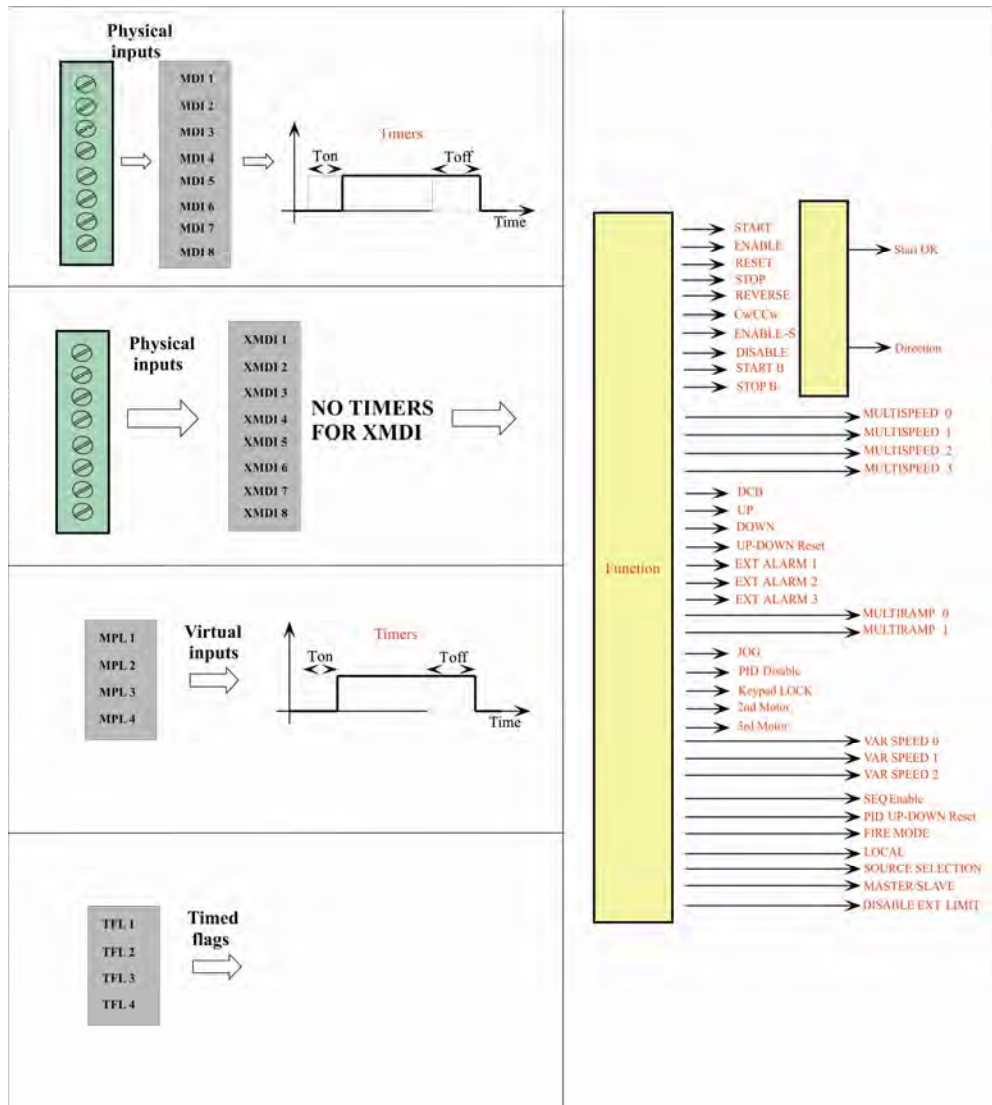 Physical
inputs
MDI 1
MDI 2
MDI 3
MDI 4
MDI 5
MDI 6
MDI 7
MDI 8
Timers
Ton
Toff
Time
Physical
inputs
XMDI 1
XMDI 2
XMDI 3
XMDI 4
XMDI 5
XMDI 6
XMDI 7
XMDI 8
NO TIMERS
FOR XMDI
MPL 1
MPL 2
MPL 3
MPL 4
Virtual
inputs
Timers
Ton
Toff
Time
TFL 1
TFL 2
TFL 3
TFL 4
Timed
flags
Function
START
ENABLE
RESET
STOP
REVERSE
CwCCw
ENABLE-S
DISABLE
START B
STOP B
Start OK
Direction
MULTISPEED 0
MULTISPEED 1
MULTISPEED 2
MULTISPEED 3
DCB
UP
DOWN
UP-DOWN Reset
EXT ALARM 1
EXT ALARM 2
EXT ALARM 3
MULTIRAMP 0
MULTIRAMP 1
JOG
PID Disable
Keypad LOCK
2nd Motor
3rd Motor
VAR SPEED 0
VAR SPEED 1
VAR SPEED 2
SEQ Enable
PID UP-DOWN Reset
FIRE MODE
LOCAL
SOURCE SELECTION
MASTER/SLAVE
DISABLE EXT LIMIT